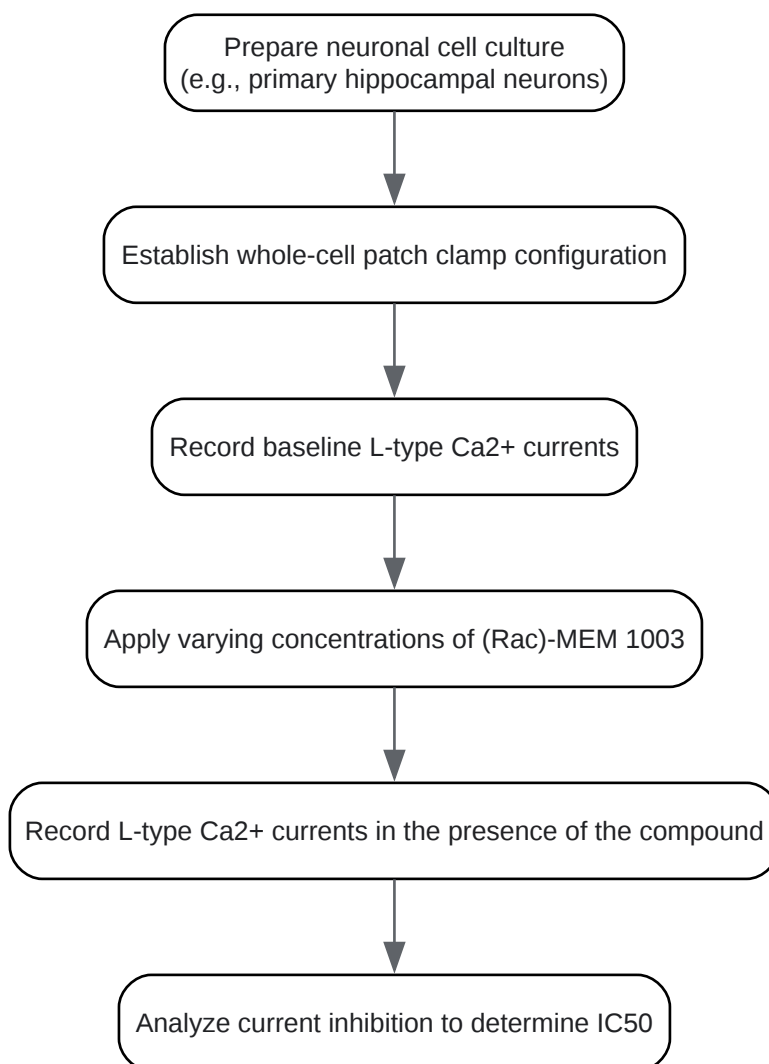 Prepare neuronal cell culture
(e.g., primary hippocampal neurons)
Establish whole-cell patch clamp configuration
Record baseline L-type Ca2+ currents
Apply varying concentrations of (Rac)-MEM 1003
Record L-type Ca2+ currents in the presence of the compound
Analyze current inhibition to determine IC50